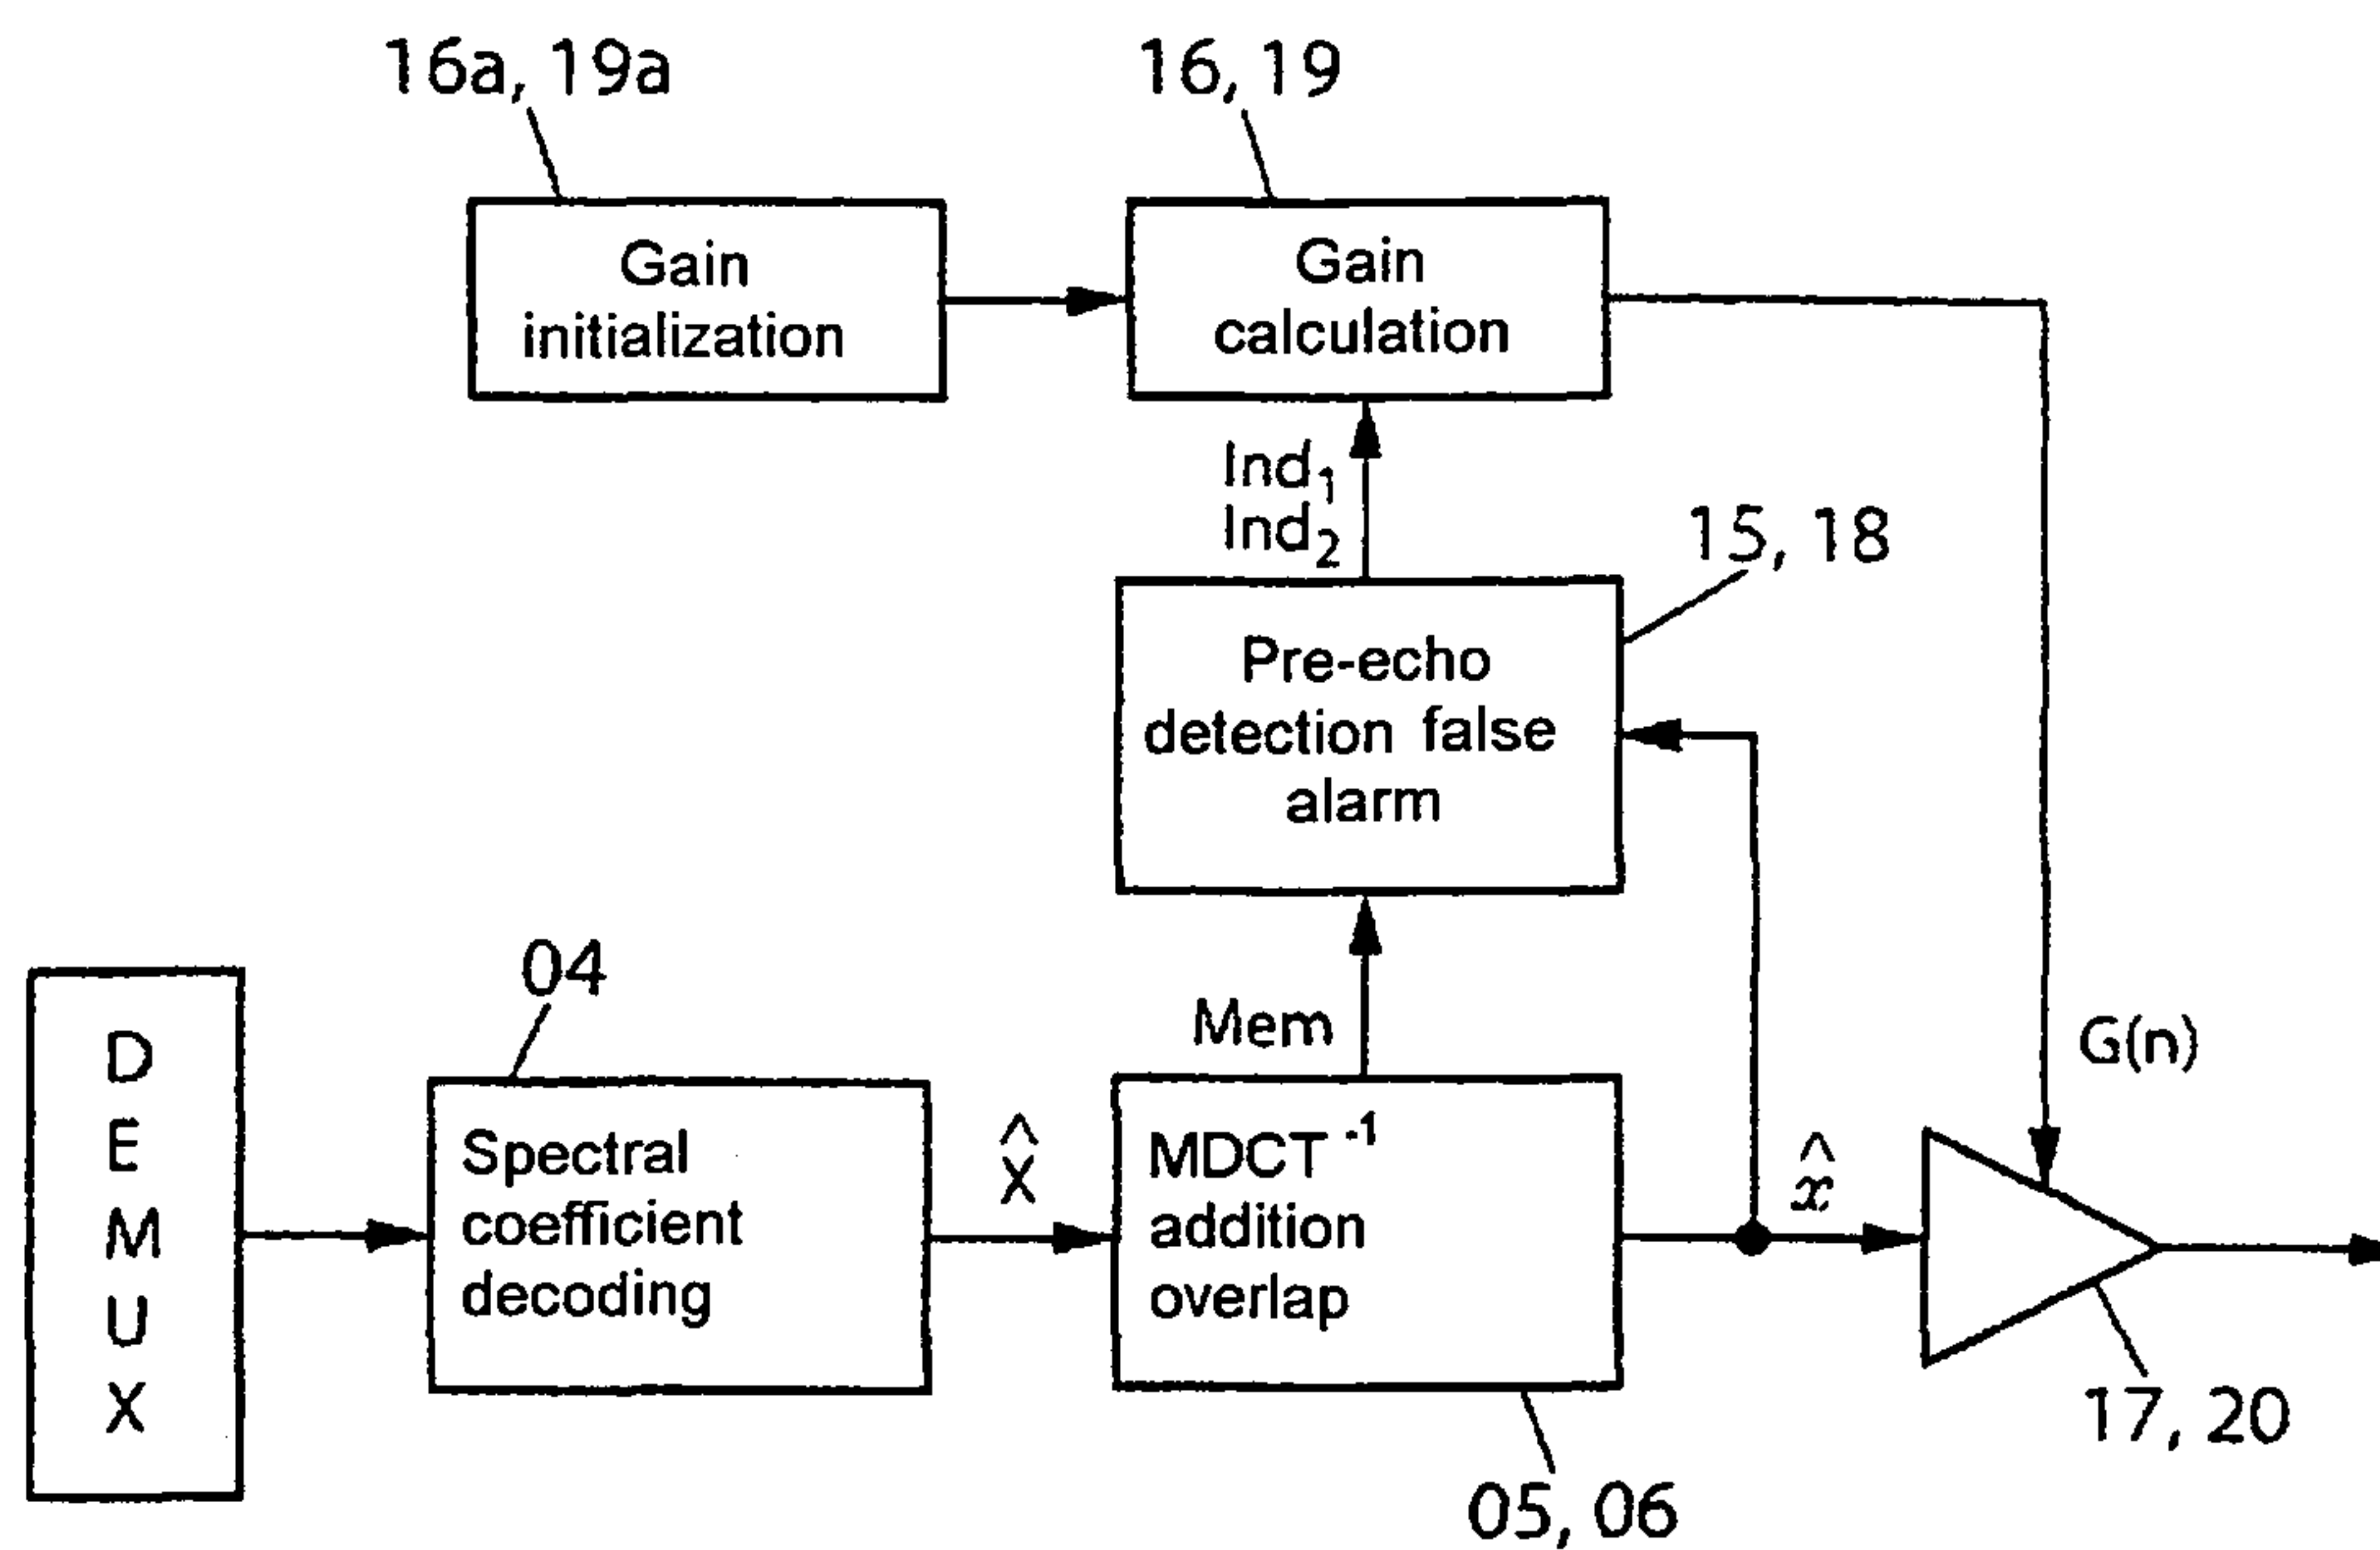 16a, 19a
16, 19
Gain
initialization
Gain
calculation
Ind1
Ind2
15, 18
Pre-echo
detection false
alarm
04
Mem
G(n)
D
E
M
U
X
Spectral
coefficient
decoding
X̂
MDCT -1
addition
overlap
x̂
17, 20
05, 06